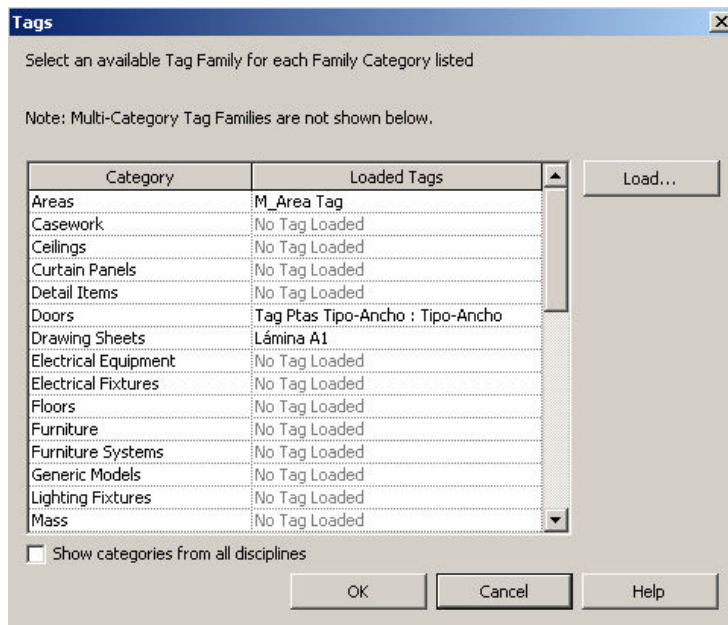 Tags
Select an available Tag Family for each Family Category listed
Note: Multi-Category Tag Families are not shown below.
Category Loaded Tags
Load...
Areas M_Area Tag
Casework No Tag Loaded
Ceilings No Tag Loaded
Curtain Panels No Tag Loaded
Detail Items No Tag Loaded
Doors Tag Ptas Tipo-Ancho : Tipo-Ancho
Drawing Sheets Lámina A1
Electrical Equipment No Tag Loaded
Electrical Fixtures No Tag Loaded
Floors No Tag Loaded
Furniture No Tag Loaded
Furniture Systems No Tag Loaded
Generic Models No Tag Loaded
Lighting Fixtures No Tag Loaded
Mass No Tag Loaded
Show categories from all disciplines
OK Cancel Help